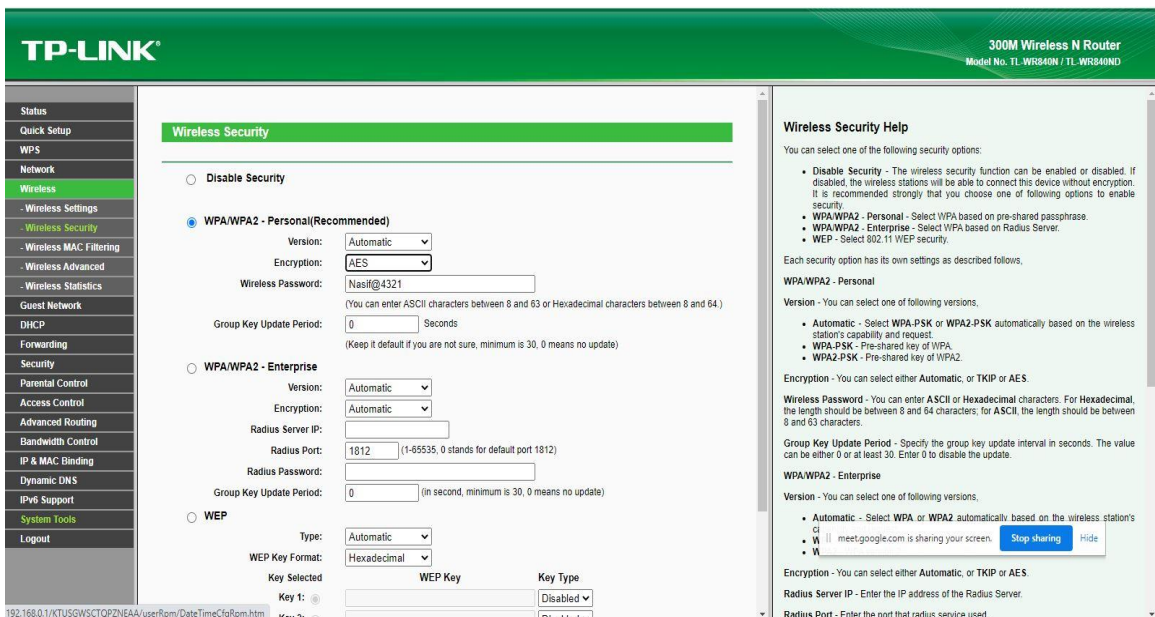 TP-LINK®
300M Wireless N Router
Model No. TL-WR840N / TL-WR840ND
Status
Quick Setup
WPS
Network
Wireless
- Wireless Settings
- Wireless Security
- Wireless MAC Filtering
- Wireless Advanced
- Wireless Statistics
Guest Network
DHCP
Forwarding
Security
Parental Control
Access Control
Advanced Routing
Bandwidth Control
IP & MAC Binding
Dynamic DNS
IPv6 Support
System Tools
Logout
Wireless Security
Disable Security
WPA/WPA2 - Personal(Recommended)
Version: Automatic
Encryption: AES
Wireless Password: Nasif@4321
(You can enter ASCII characters between 8 and 63 or Hexadecimal characters between 8 and 64.)
Group Key Update Period: 0 Seconds
(Keep it default if you are not sure, minimum is 30, 0 means no update)
WPA/WPA2 - Enterprise
Version: Automatic
Encryption: Automatic
Radius Server IP:
Radius Port: 1812 (1-65535, 0 stands for default port 1812)
Radius Password:
Group Key Update Period: 0 (in second, minimum is 30, 0 means no update)
WEP
Type: Automatic
WEP Key Format: Hexadecimal
Key Selected WEP Key Key Type
Key 1: Disabled
192.168.0.1/KTUSGWSCTQPZNEAA/userRpm/DateTimeCfgRpm.htm
Wireless Security Help
You can select one of the following security options:
• Disable Security - The wireless security function can be enabled or disabled. If
disabled, the wireless stations will be able to connect this device without encryption.
It is recommended strongly that you choose one of following options to enable
security.
• WPA/WPA2 - Personal - Select WPA based on pre-shared passphrase.
• WPA/WPA2 - Enterprise - Select WPA based on Radius Server.
• WEP - Select 802.11 WEP security.
Each security option has its own settings as described follows,
WPA/WPA2 - Personal
Version - You can select one of following versions,
• Automatic - Select WPA-PSK or WPA2-PSK automatically based on the wireless
station's capability and request.
• WPA-PSK - Pre-shared key of WPA.
• WPA2-PSK - Pre-shared key of WPA2.
Encryption - You can select either Automatic, or TKIP or AES.
Wireless Password - You can enter ASCII or Hexadecimal characters. For Hexadecimal,
the length should be between 8 and 64 characters; for ASCII, the length should be between
8 and 63 characters.
Group Key Update Period - Specify the group key update interval in seconds. The value
can be either 0 or at least 30. Enter 0 to disable the update.
WPA/WPA2 - Enterprise
Version - You can select one of following versions,
• Automatic - Select WPA or WPA2 automatically based on the wireless station's
meet.google.com is sharing your screen. Stop sharing Hide
Encryption - You can select either Automatic, or TKIP or AES.
Radius Server IP - Enter the IP address of the Radius Server.
Radius Port - Enter the port that radius service used.